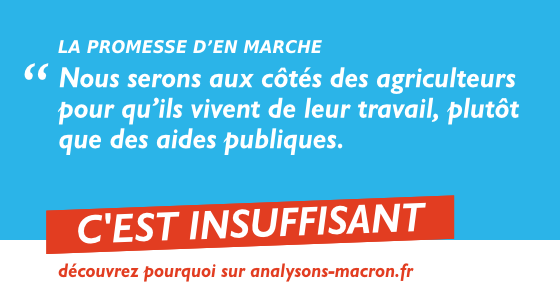 LA PROMESSE D’EN MARCHE
“ Nous serons aux côtés des agriculteurs
pour qu’ils vivent de leur travail, plutôt
que des aides publiques.
C'EST INSUFFISANT
découvrez pourquoi sur analysons-macron.fr